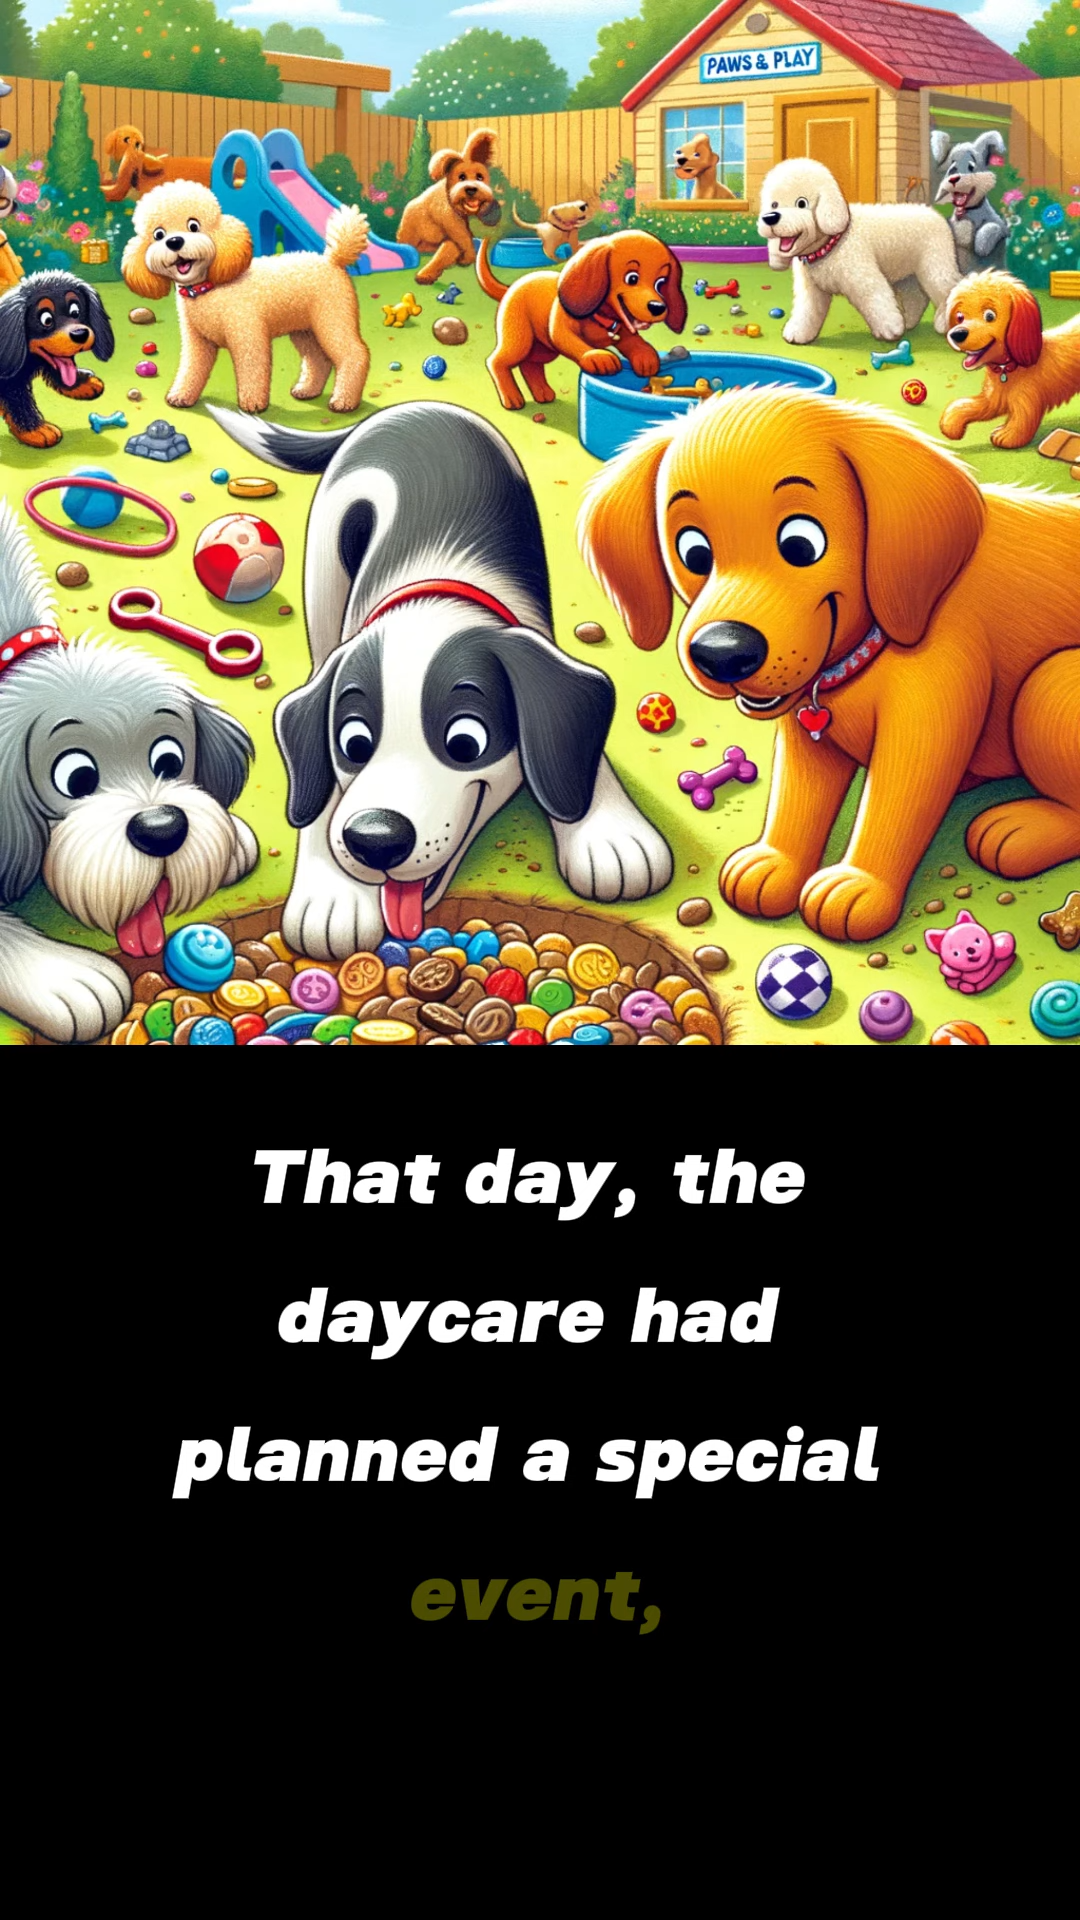 PAWS & PLAY
That day, the
daycare had
planned a special
event,